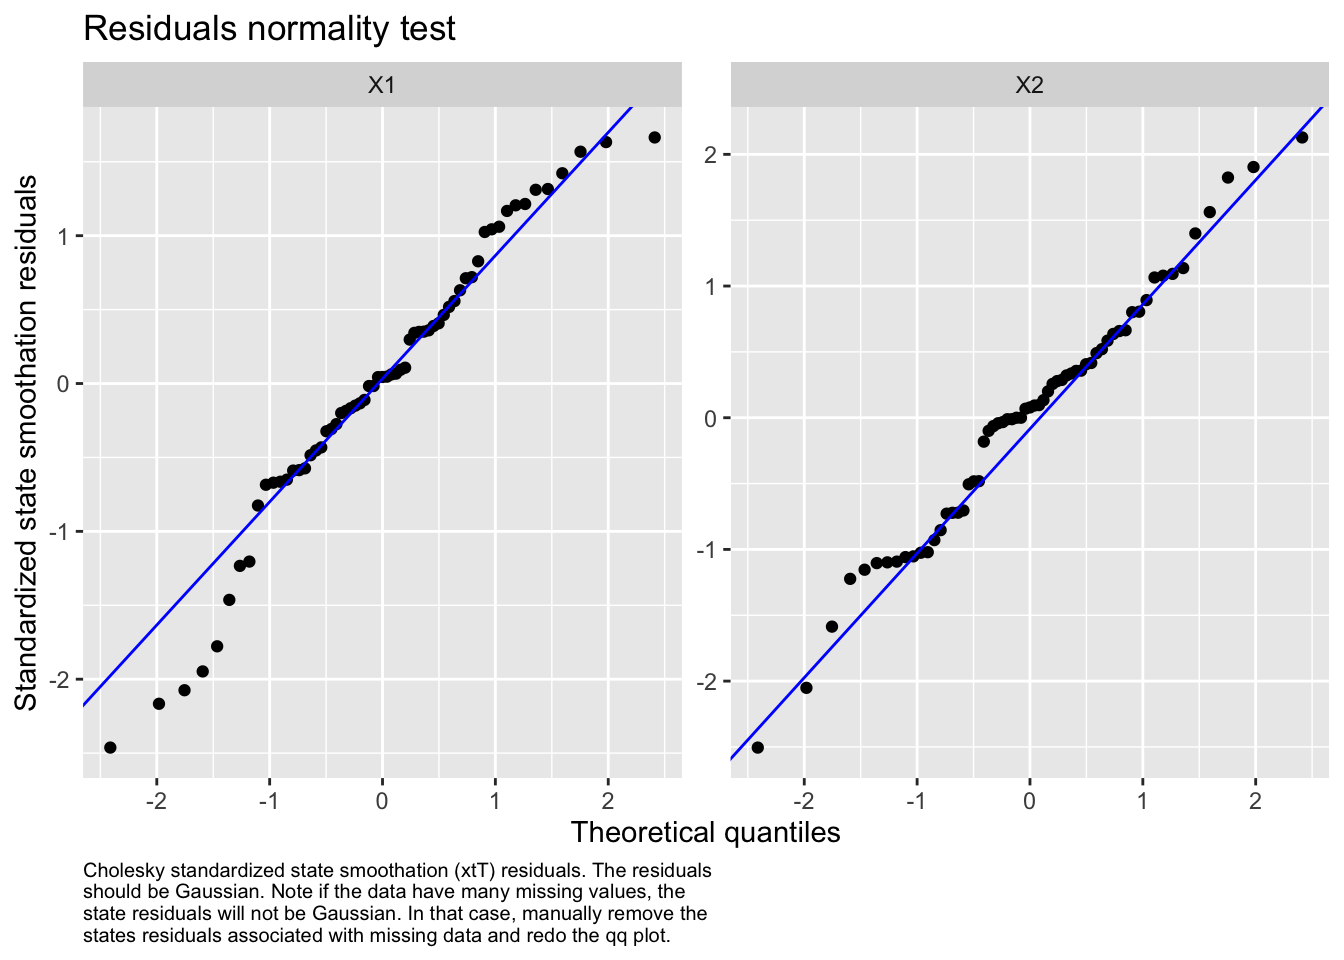 Residuals normality test
X1
X2
Standardized state smoothation residuals
1
0
-1
-2
2
1
0
-1
-2
-2
-1
0
1
2
-2
-1
0
1
2
Theoretical quantiles
Cholesky standardized state smoothation (xtT) residuals. The residuals
should be Gaussian. Note if the data have many missing values, the
state residuals will not be Gaussian. In that case, manually remove the
states residuals associated with missing data and redo the qq plot.